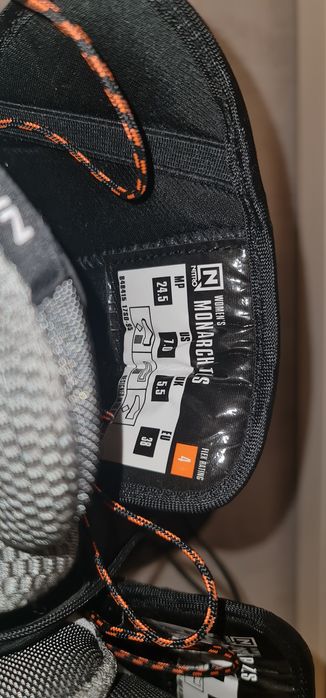 NITRO
WOMEN'S
MONARCH TLS
MP US UK EU
24.5 7.0 5.5 38
FLEX RATING
4